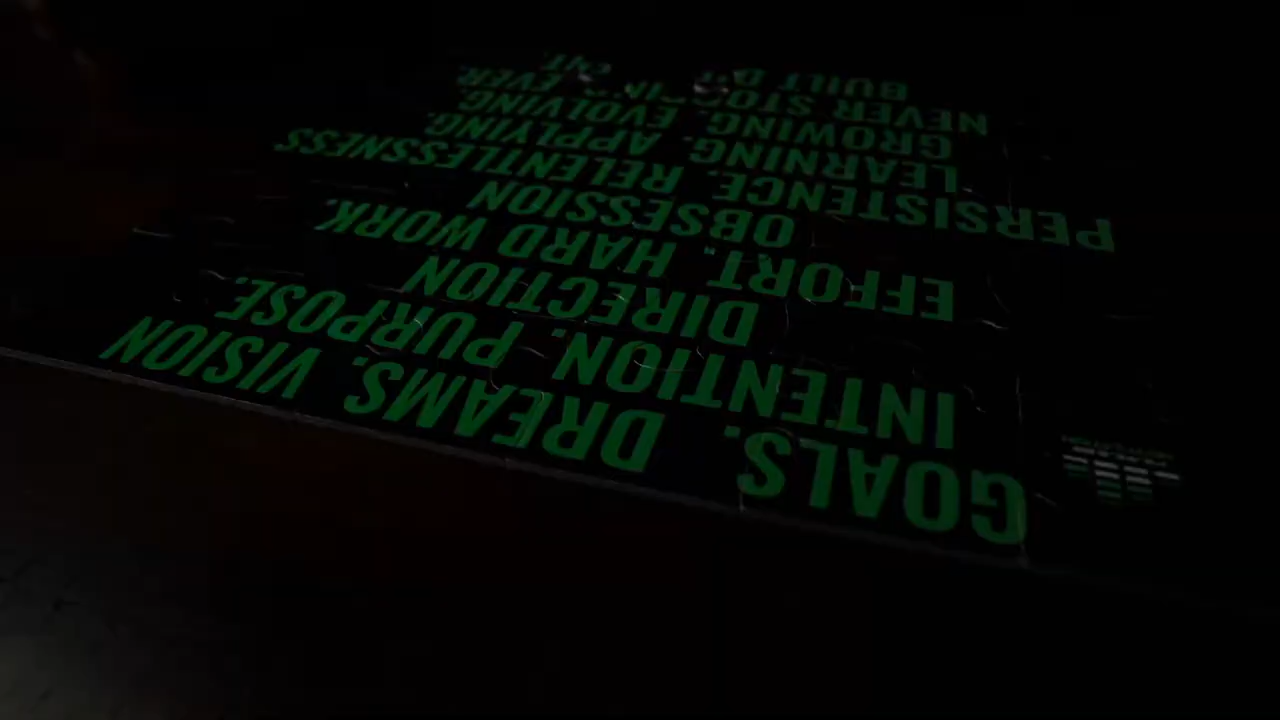 GOALS. DREAMS. VISION
INTENTION. PURPOSE.
DIRECTION
EFFORT. HARD WORK.
OBSESSION
PERSISTENCE. RELENTLESSNESS
LEARNING. APPLYING.
GROWING. EVOLVING.
NEVER EVER.
BUILT